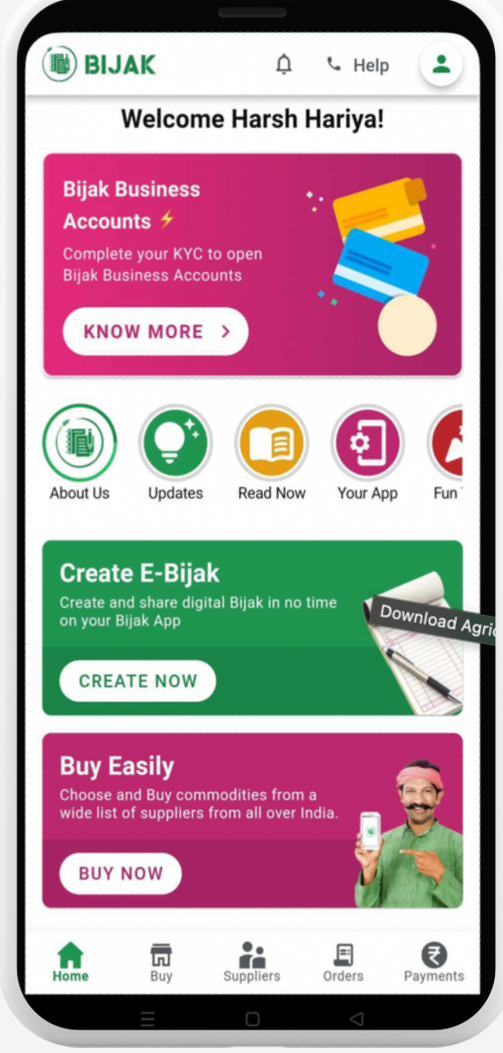 BIJAK
Help
Welcome Harsh Hariya!
Bijak Business
Accounts ⚡
Complete your KYC to open
Bijak Business Accounts
KNOW MORE >
About Us
Updates
Read Now
Your App
Fun
Create E-Bijak
Create and share digital Bijak in no time
on your Bijak App
Download Agri
CREATE NOW
Buy Easily
Choose and Buy commodities from a
wide list of suppliers from all over India.
BUY NOW
Home
Buy
Suppliers
Orders
Payments